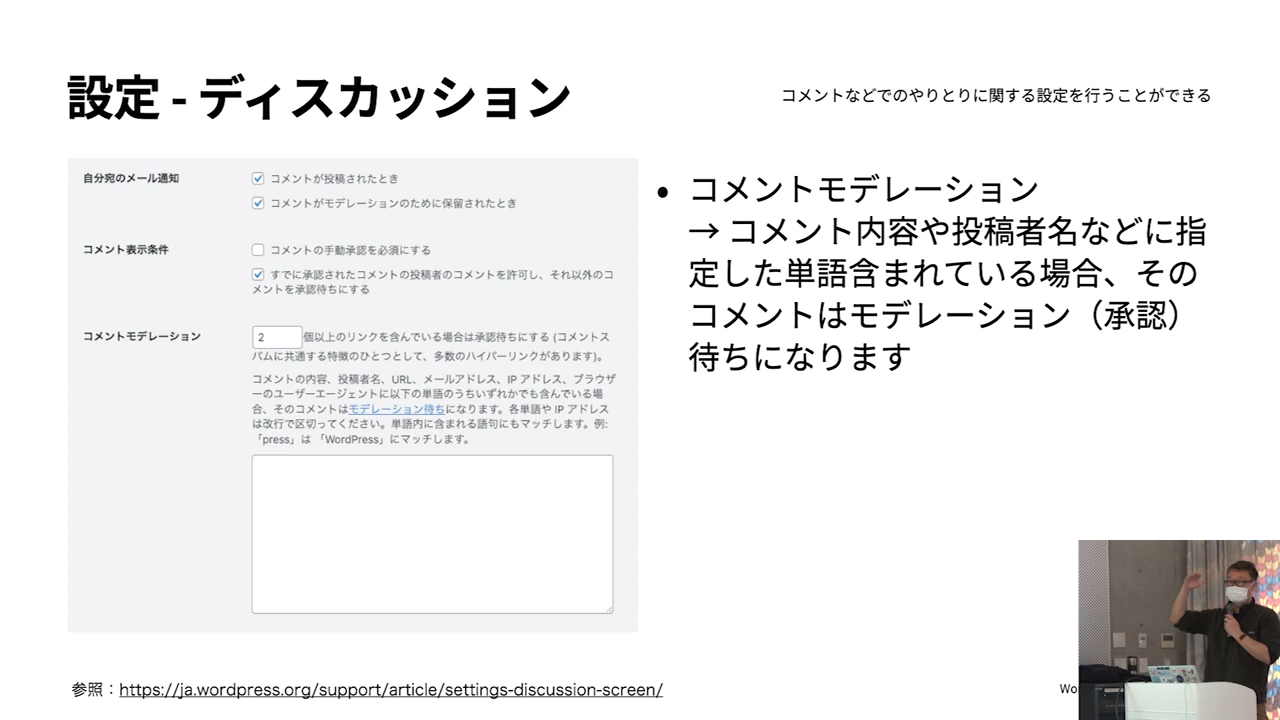 設定 - ディスカッション
コメントなどでのやりとりに関する設定を行うことができる
自分宛のメール通知
コメントが投稿されたとき
コメントがモデレーションのために保留されたとき
コメント表示条件
コメントの手動承認を必須にする
すでに承認されたコメントの投稿者のコメントを許可し、それ以外のコ
メントを承認待ちにする
コメントモデレーション
2 個以上のリンクを含んでいる場合は承認待ちにする (コメントス
パムに共通する特徴のひとつとして、多数のハイパーリンクがあります)。
コメントの内容、投稿者名、URL、メールアドレス、IP アドレス、ブラウザ
ーのユーザーエージェントに以下の単語のうちいずれかでも含んでいる場
合、そのコメントはモデレーション待ちになります。各単語や IP アドレス
は改行で区切ってください。単語内に含まれる語句にもマッチします。例:
「press」は 「WordPress」にマッチします。
• コメントモデレーション
→ コメント内容や投稿者名などに指
定した単語含まれている場合、その
コメントはモデレーション（承認）
待ちになります
参照：https://ja.wordpress.org/support/article/settings-discussion-screen/